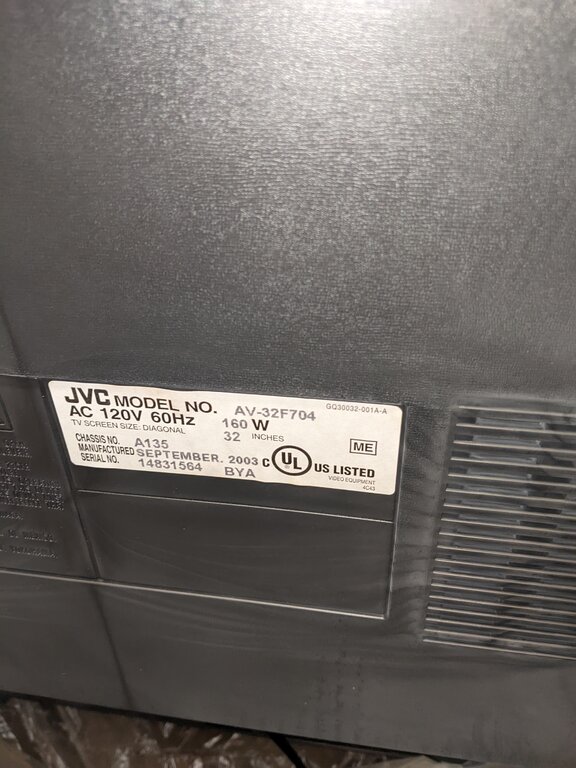 JVC MODEL NO. AV-32F704 GQ30032-001A-A
AC 120V 60Hz 160 W
TV SCREEN SIZE: DIAGONAL 32 INCHES
CHASSIS NO. A135 ME
MANUFACTURED SEPTEMBER. 2003 C UL US LISTED
SERIAL NO. 14831564 BYA VIDEO EQUIPMENT
4C43